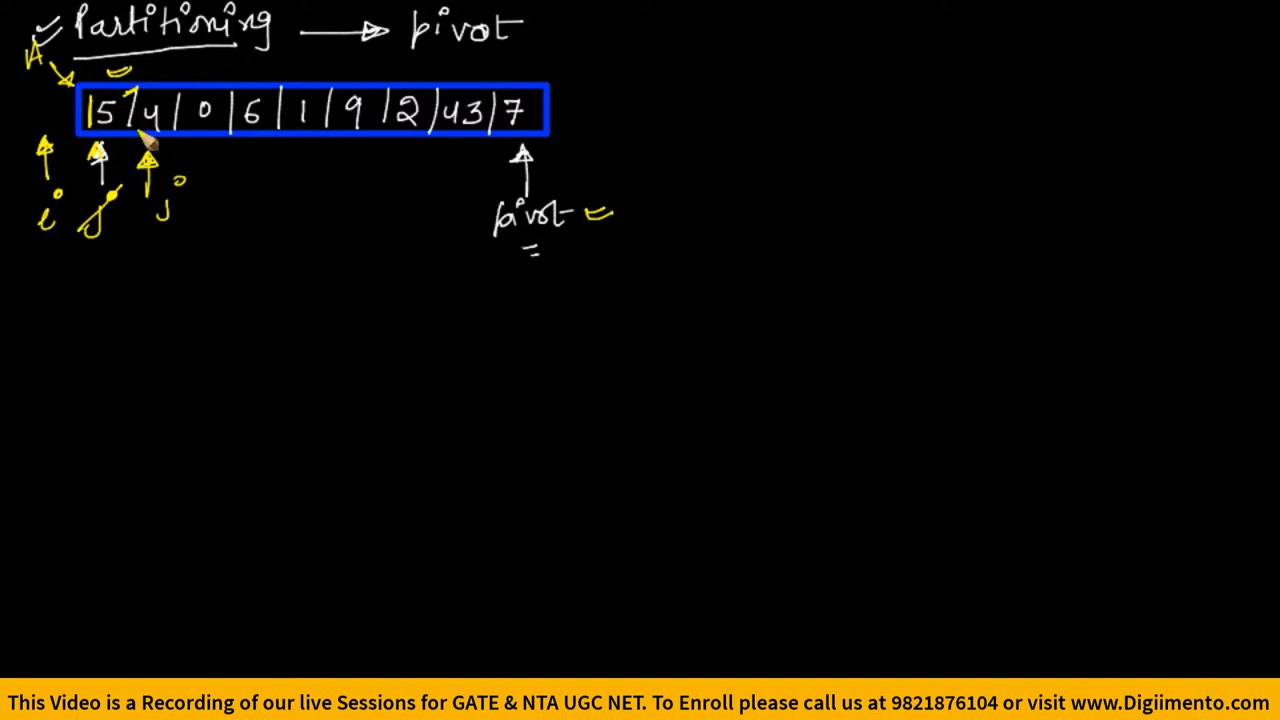 Partitioning → pivot
A
15 | 4 | 0 | 6 | 1 | 9 | 2 | 43 | 7
i j j pivot
This Video is a Recording of our live Sessions for GATE & NTA UGC NET. To Enroll please call us at 9821876104 or visit www.Digiimento.com